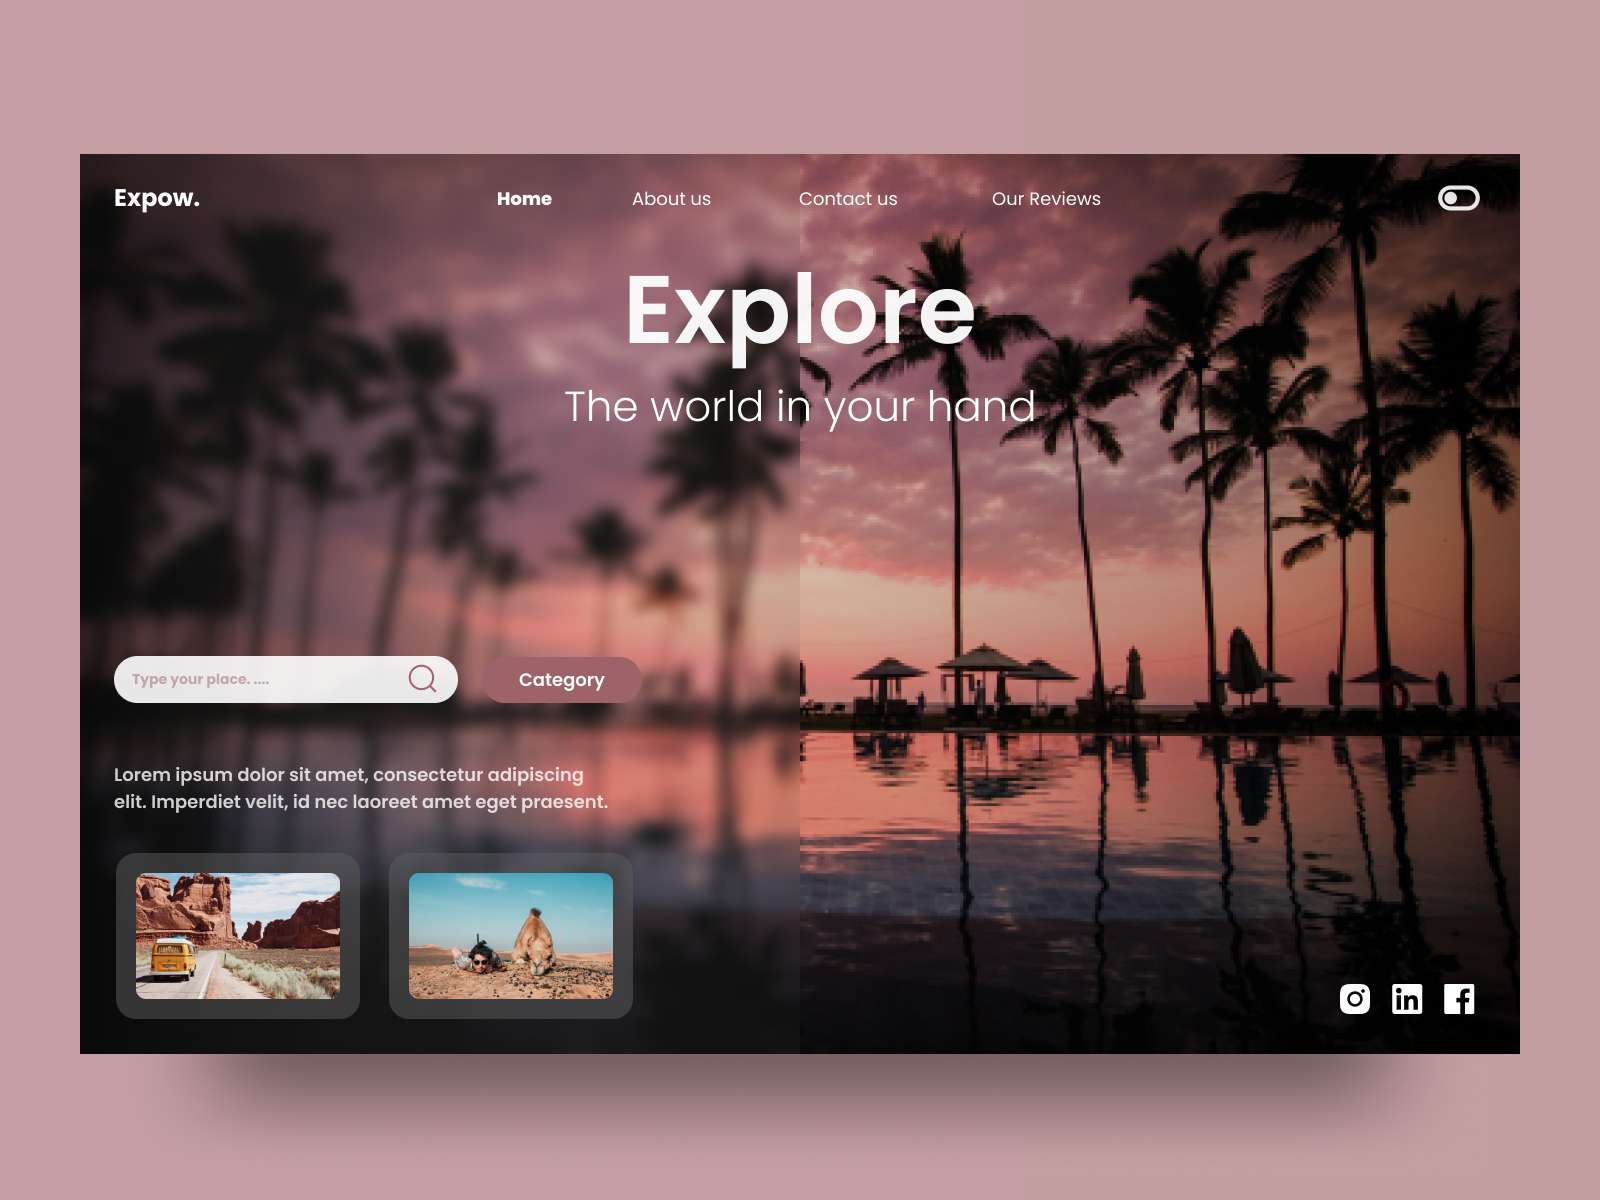 Expow.
Home
About us
Contact us
Our Reviews
Explore
The world in your hand
Type your place. ....
Category
Lorem ipsum dolor sit amet, consectetur adipiscing
elit. Imperdiet velit, id nec laoreet amet eget praesent.
in